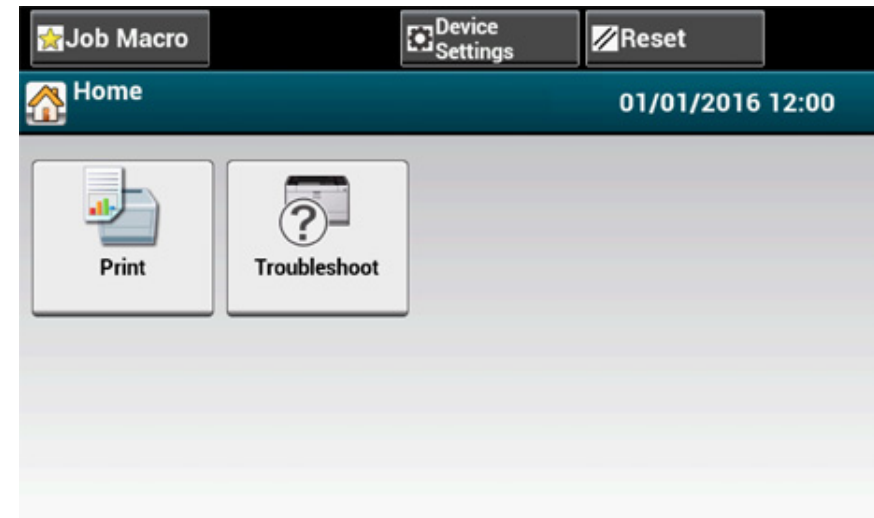 Job Macro
Device
Settings
Reset
Home
01/01/2016 12:00
?
Print
Troubleshoot